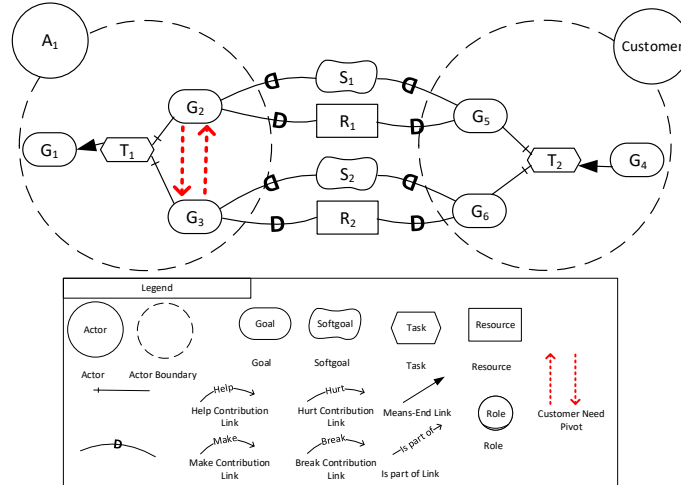 A1
Customer
S1
G2
G5
R1
G1
T1
T2
G4
S2
G3
G6
R2
D
D
D
D
D
D
D
D
Legend
Actor
Goal
Softgoal
Task
Resource
Actor
Actor Boundary
Goal
Softgoal
Task
Resource
Help
Help Contribution
Link
Hurt
Hurt Contribution
Link
Means-End Link
Role
Role
Customer Need
Pivot
D
Make
Make Contribution
Link
Break
Break Contribution
Link
Is part of
Is part of Link